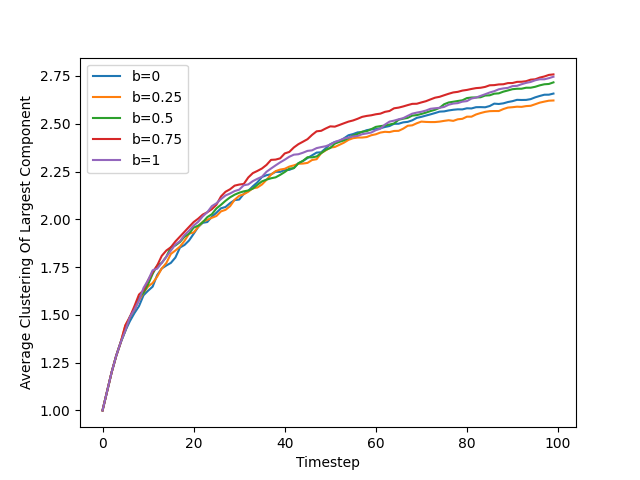 2.75
2.50
2.25
2.00
1.75
1.50
1.25
1.00
Average Clustering Of Largest Component
b=0
b=0.25
b=0.5
b=0.75
b=1
0 20 40 60 80 100
Timestep